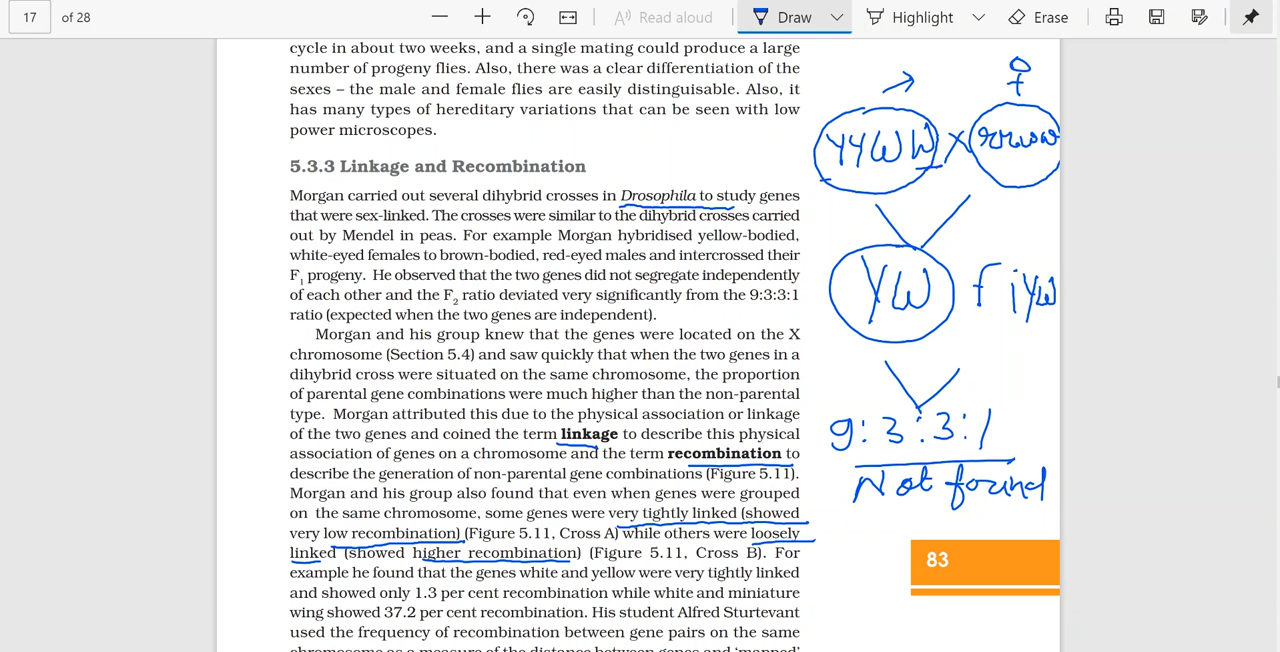 17 of 28
Read aloud
Draw
Highlight
Erase
cycle in about two weeks, and a single mating could produce a large
number of progeny flies. Also, there was a clear differentiation of the
sexes – the male and female flies are easily distinguisable. Also, it
has many types of hereditary variations that can be seen with low
power microscopes.
5.3.3 Linkage and Recombination
Morgan carried out several dihybrid crosses in Drosophila to study genes
that were sex-linked. The crosses were similar to the dihybrid crosses carried
out by Mendel in peas. For example Morgan hybridised yellow-bodied,
white-eyed females to brown-bodied, red-eyed males and intercrossed their
F1 progeny. He observed that the two genes did not segregate independently
of each other and the F2 ratio deviated very significantly from the 9:3:3:1
ratio (expected when the two genes are independent).
Morgan and his group knew that the genes were located on the X
chromosome (Section 5.4) and saw quickly that when the two genes in a
dihybrid cross were situated on the same chromosome, the proportion
of parental gene combinations were much higher than the non-parental
type. Morgan attributed this due to the physical association or linkage
of the two genes and coined the term linkage to describe this physical
association of genes on a chromosome and the term recombination to
describe the generation of non-parental gene combinations (Figure 5.11).
Morgan and his group also found that even when genes were grouped
on the same chromosome, some genes were very tightly linked (showed
very low recombination) (Figure 5.11, Cross A) while others were loosely
linked (showed higher recombination) (Figure 5.11, Cross B). For
example he found that the genes white and yellow were very tightly linked
and showed only 1.3 per cent recombination while white and miniature
wing showed 37.2 per cent recombination. His student Alfred Sturtevant
used the frequency of recombination between gene pairs on the same
chromosome as a measure of the distance between genes and 'mapped'
♀
YYWW X
YW
9:3:3:1
Not found
83